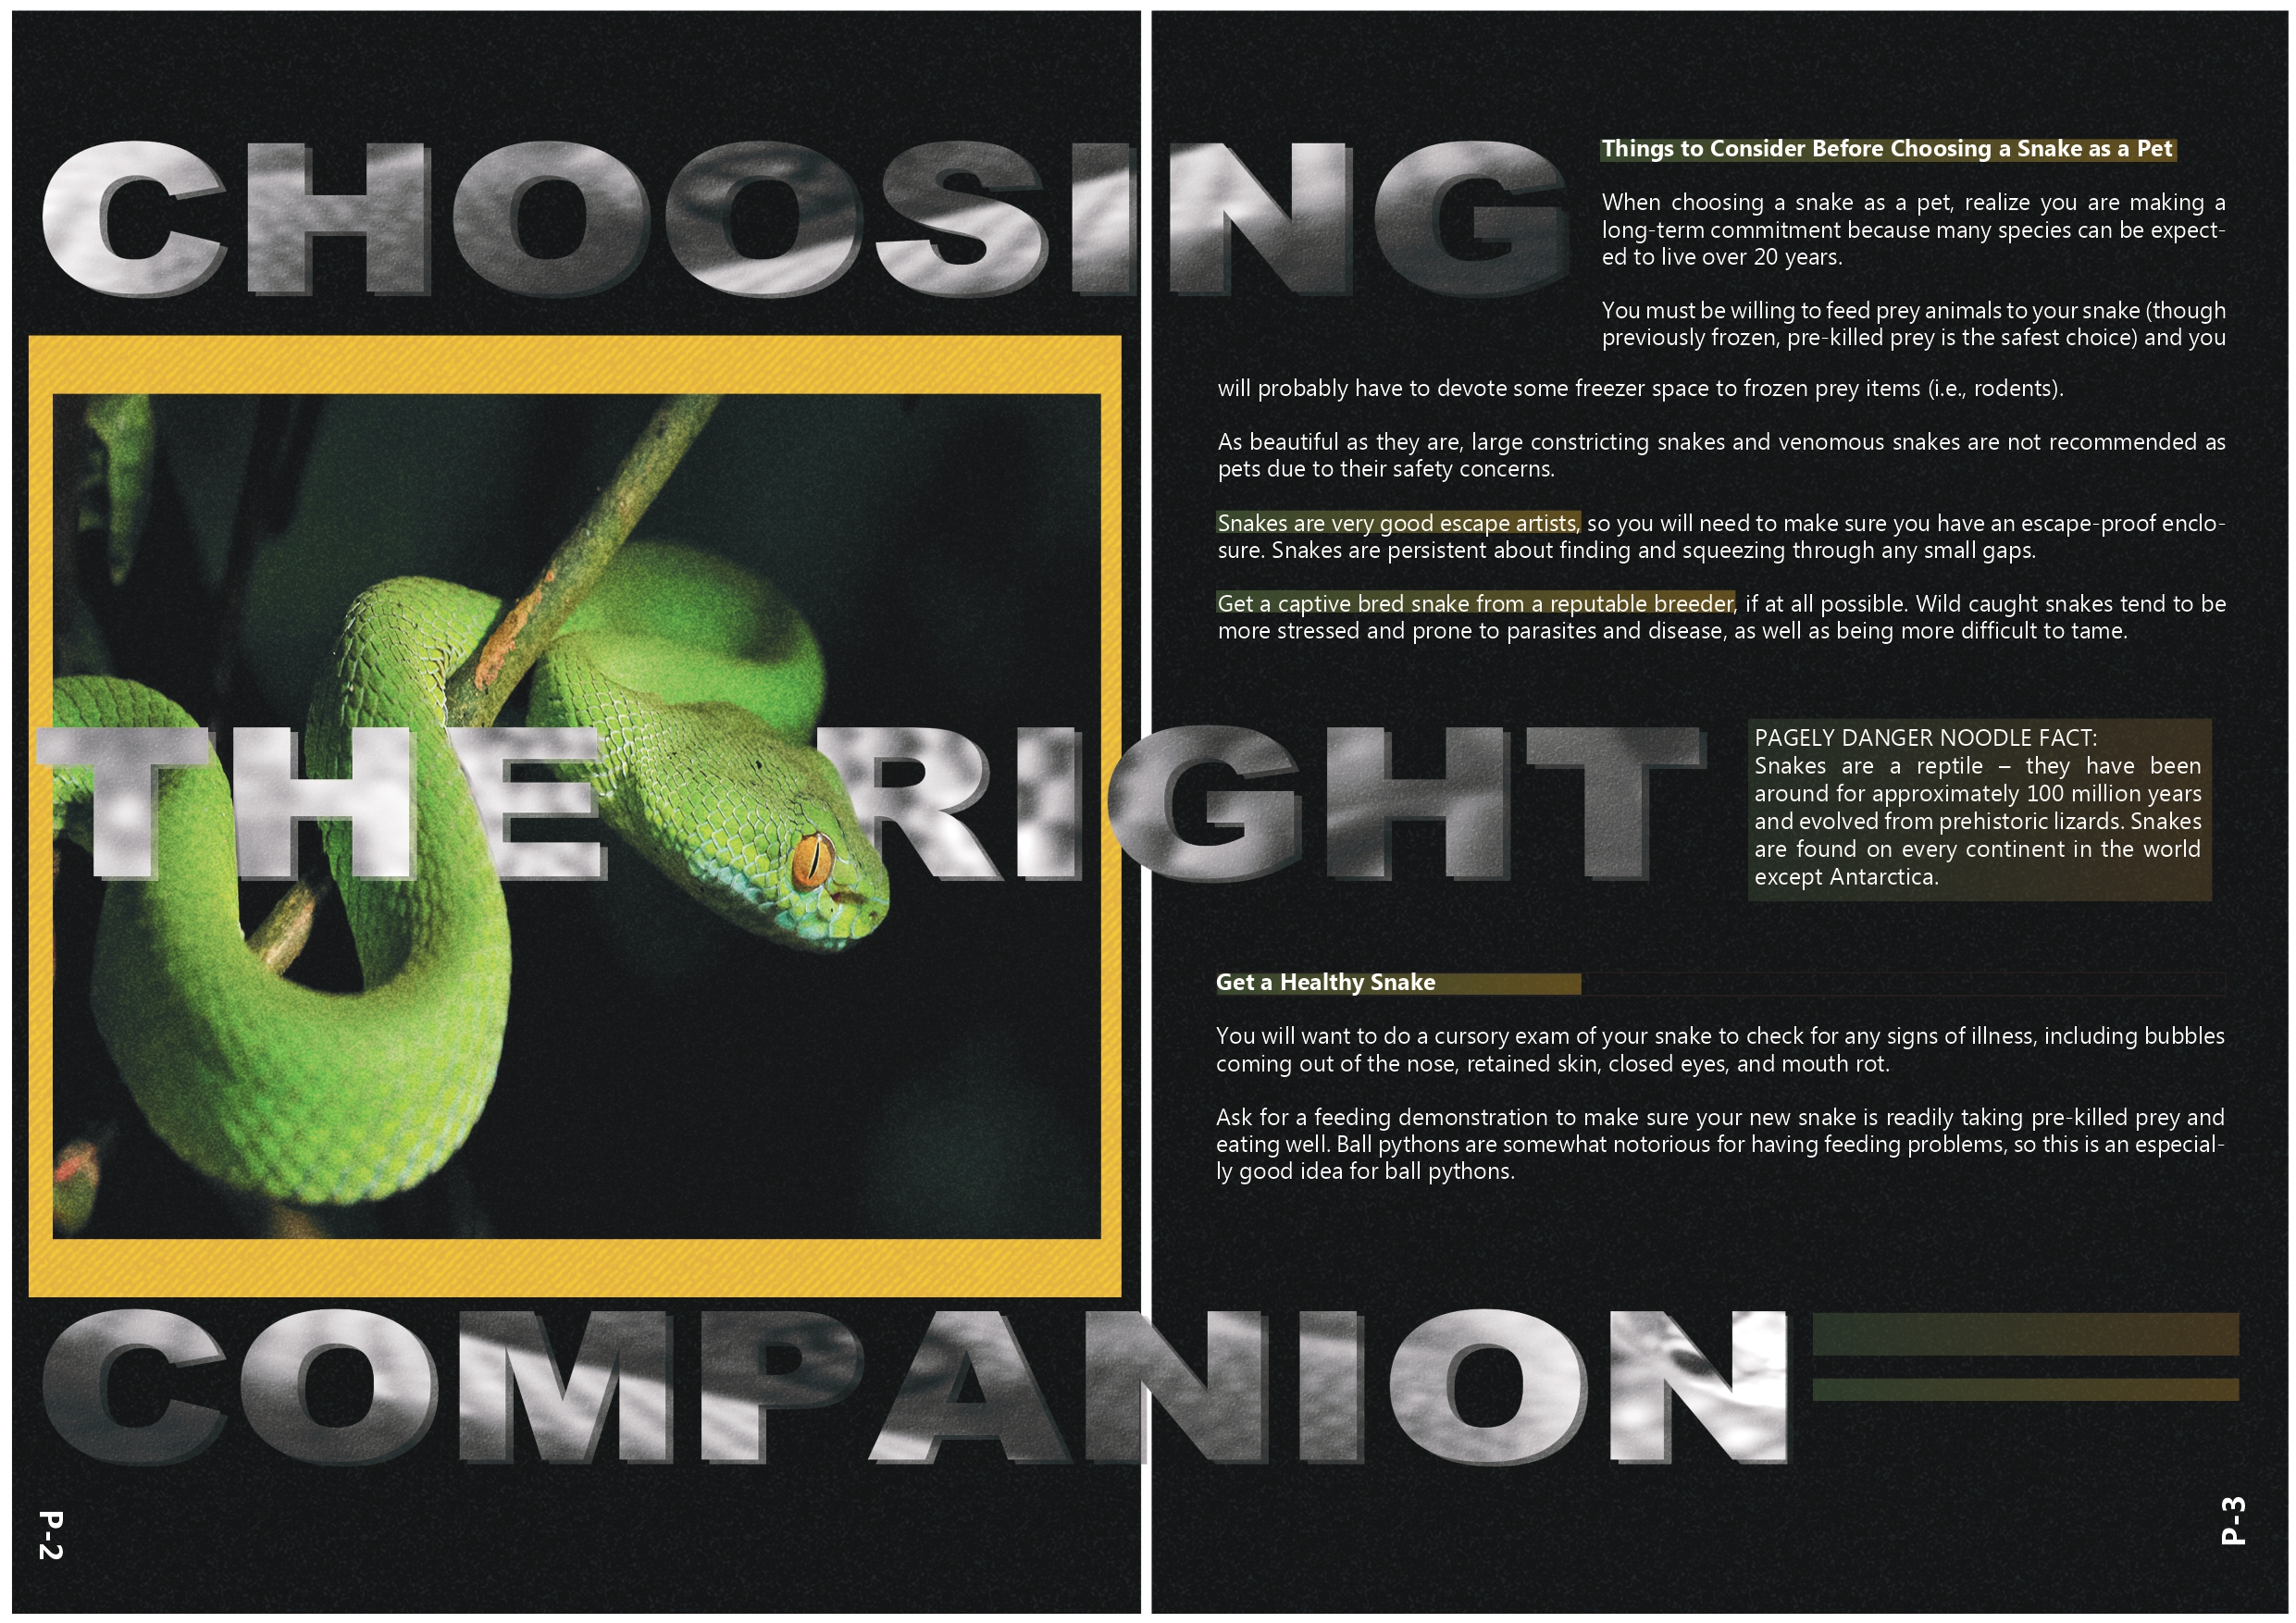 CHOOSING
Things to Consider Before Choosing a Snake as a Pet
When choosing a snake as a pet, realize you are making a
long-term commitment because many species can be expect-
ed to live over 20 years.
You must be willing to feed prey animals to your snake (though
previously frozen, pre-killed prey is the safest choice) and you
will probably have to devote some freezer space to frozen prey items (i.e., rodents).
As beautiful as they are, large constricting snakes and venomous snakes are not recommended as
pets due to their safety concerns.
Snakes are very good escape artists, so you will need to make sure you have an escape-proof enclo-
sure. Snakes are persistent about finding and squeezing through any small gaps.
Get a captive bred snake from a reputable breeder, if at all possible. Wild caught snakes tend to be
more stressed and prone to parasites and disease, as well as being more difficult to tame.
THE RIGHT
PAGELY DANGER NOODLE FACT:
Snakes are a reptile – they have been
around for approximately 100 million years
and evolved from prehistoric lizards. Snakes
are found on every continent in the world
except Antarctica.
Get a Healthy Snake
You will want to do a cursory exam of your snake to check for any signs of illness, including bubbles
coming out of the nose, retained skin, closed eyes, and mouth rot.
Ask for a feeding demonstration to make sure your new snake is readily taking pre-killed prey and
eating well. Ball pythons are somewhat notorious for having feeding problems, so this is an especial-
ly good idea for ball pythons.
COMPANION
P-2
P-3